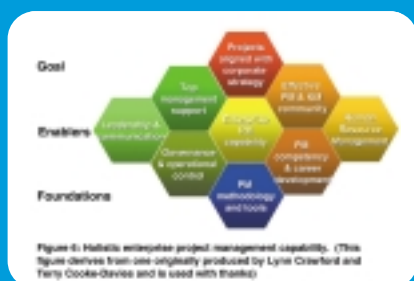 Goal
Projects
aligned with
corporate
strategy
Top
management
support
Effective
PM &
community
Enablers
Leadership &
communication
Enterprise
PM
capability
Human
Resource
Management
Governance
& operational
control
PM
competency
& career
development
Foundations
PM
methodology
and tools
Figure 6: Holistic enterprise project management capability. (This
figure derives from one originally produced by Lynn Crawford and
Terry Cooke-Davies and is used with thanks)